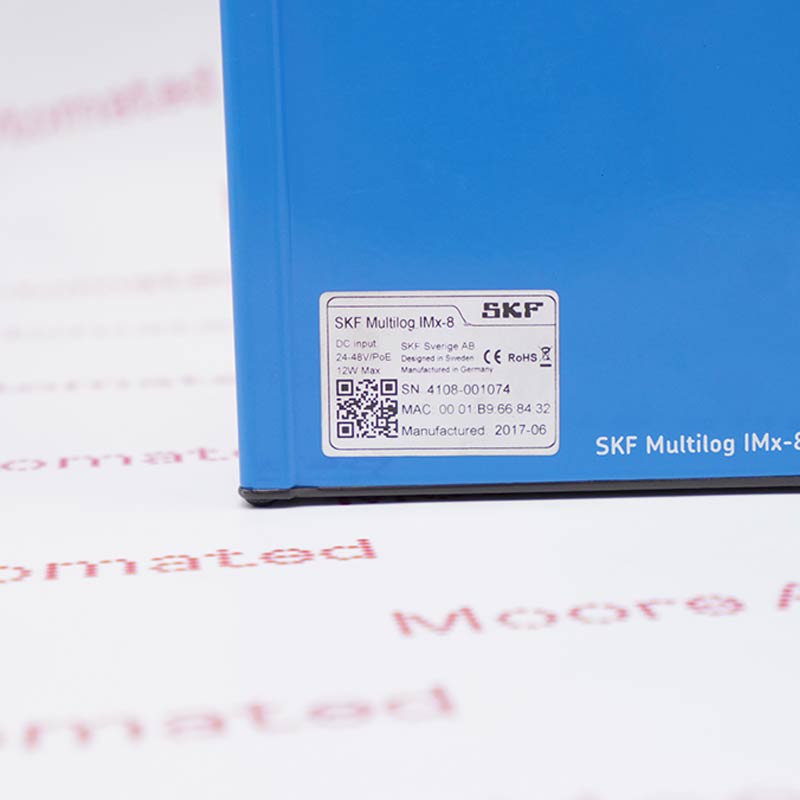 tomated
SKF
SKF Multilog IMx-8
DC input
24-48V/PoE
12W Max
SKF Sverige AB
Designed in Sweden
Manufactured in Germany
CE RoHS
SN: 4108-001074
MAC: 00:01:B9:66:84:32
Manufactured: 2017-06
SKF Multilog IMx-8
tomated
omated
Moore A
omated